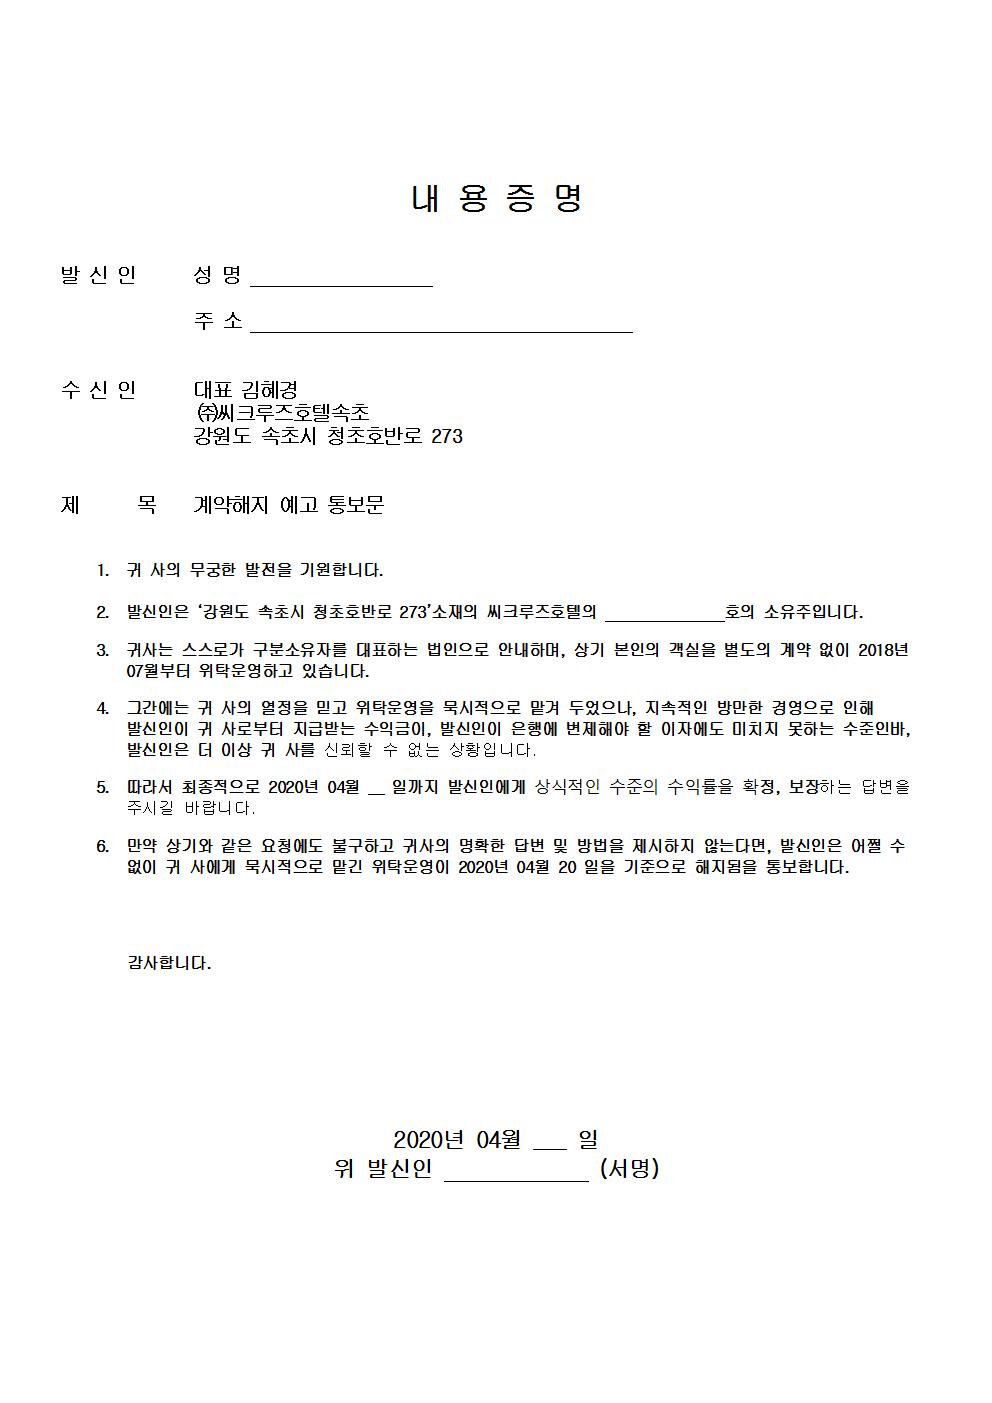 내 용 증 명
발 신 인 성 명 ____________
주 소 ____________
수 신 인 대표 김혜경
㈜씨크루즈호텔속초
강원도 속초시 청초호반로 273
제 목 계약해지 예고 통보문
1. 귀 사의 무궁한 발전을 기원합니다.
2. 발신인은 ‘강원도 속초시 청초호반로 273’소재의 씨크루즈호텔의 ____________호의 소유주입니다.
3. 귀사는 스스로가 구분소유자를 대표하는 법인으로 안내하며, 상기 본인의 객실을 별도의 계약 없이 2018년
07월부터 위탁운영하고 있습니다.
4. 그간에는 귀 사의 열정을 믿고 위탁운영을 묵시적으로 맡겨 두었으나, 지속적인 방만한 경영으로 인해
발신인이 귀 사로부터 지급받는 수익금이, 발신인이 은행에 변제해야 할 이자에도 미치지 못하는 수준인바,
발신인은 더 이상 귀 사를 신뢰할 수 없는 상황입니다.
5. 따라서 최종적으로 2020년 04월 __ 일까지 발신인에게 상식적인 수준의 수익률을 확정, 보장하는 답변을
주시길 바랍니다.
6. 만약 상기와 같은 요청에도 불구하고 귀사의 명확한 답변 및 방법을 제시하지 않는다면, 발신인은 어쩔 수
없이 귀 사에게 묵시적으로 맡긴 위탁운영이 2020년 04월 20 일을 기준으로 해지됨을 통보합니다.
감사합니다.
2020년 04월 ___ 일
위 발신인 ____________ (서명)